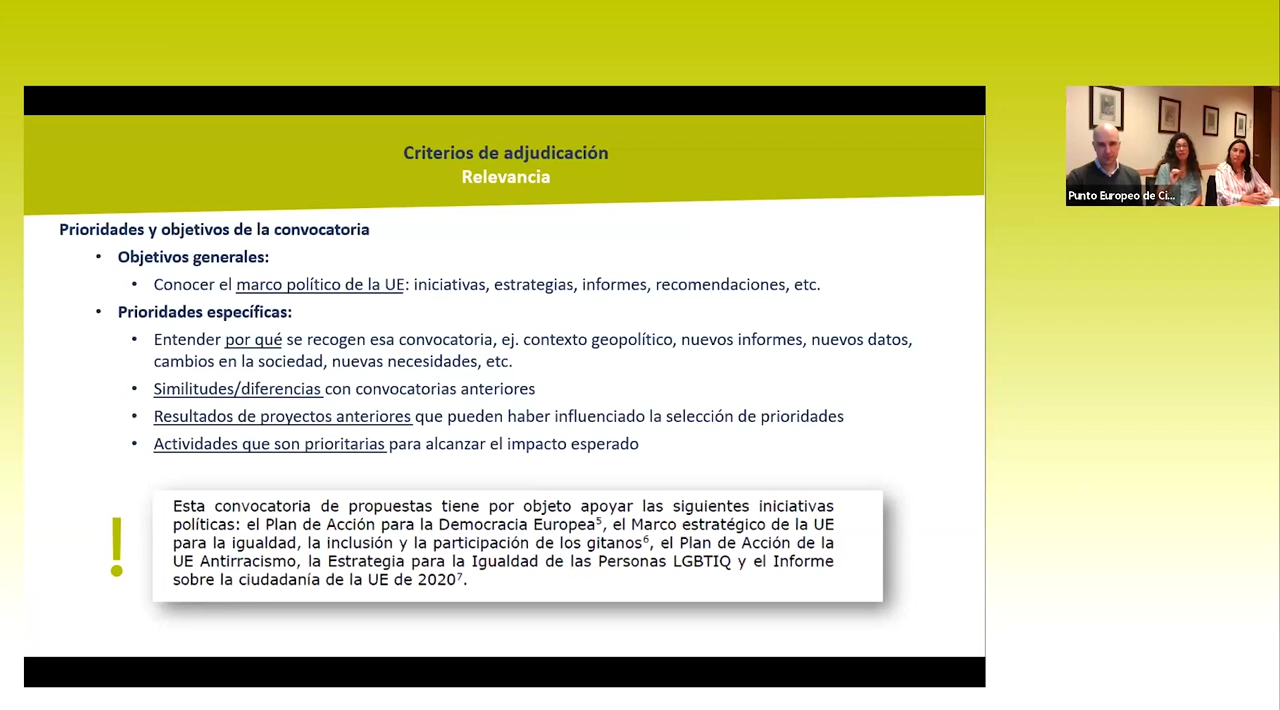 Criterios de adjudicación
Relevancia
Prioridades y objetivos de la convocatoria
• Objetivos generales:
• Conocer el marco político de la UE: iniciativas, estrategias, informes, recomendaciones, etc.
• Prioridades específicas:
• Entender por qué se recogen esa convocatoria, ej. contexto geopolítico, nuevos informes, nuevos datos,
cambios en la sociedad, nuevas necesidades, etc.
• Similitudes/diferencias con convocatorias anteriores
• Resultados de proyectos anteriores que pueden haber influenciado la selección de prioridades
• Actividades que son prioritarias para alcanzar el impacto esperado
!
Esta convocatoria de propuestas tiene por objeto apoyar las siguientes iniciativas
políticas: el Plan de Acción para la Democracia Europea⁵, el Marco estratégico de la UE
para la igualdad, la inclusión y la participación de los gitanos⁶, el Plan de Acción de la
UE Antirracismo, la Estrategia para la Igualdad de las Personas LGBTIQ y el Informe
sobre la ciudadanía de la UE de 2020⁷.
Punto Europeo de Ci...